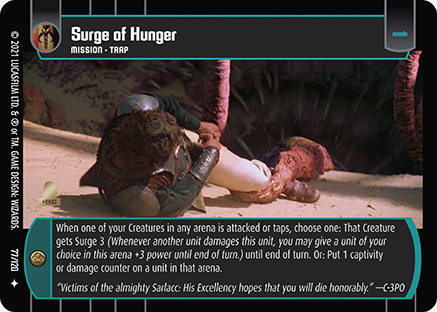 Surge of Hunger
MISSION • TRAP
When one of your Creatures in any arena is attacked or taps, choose one: That Creature
gets Surge 3 (Whenever another unit damages this unit, you may give a unit of your
choice in this arena +3 power until end of turn.) until end of turn. Or: Put 1 captivity
or damage counter on a unit in that arena.
"Victims of the almighty Sarlacc: His Excellency hopes that you will die honorably." —C-3PO
© 2021 LUCASFILM LTD. & ® OR TM. GAME DESIGN: WIZARDS.
77/120